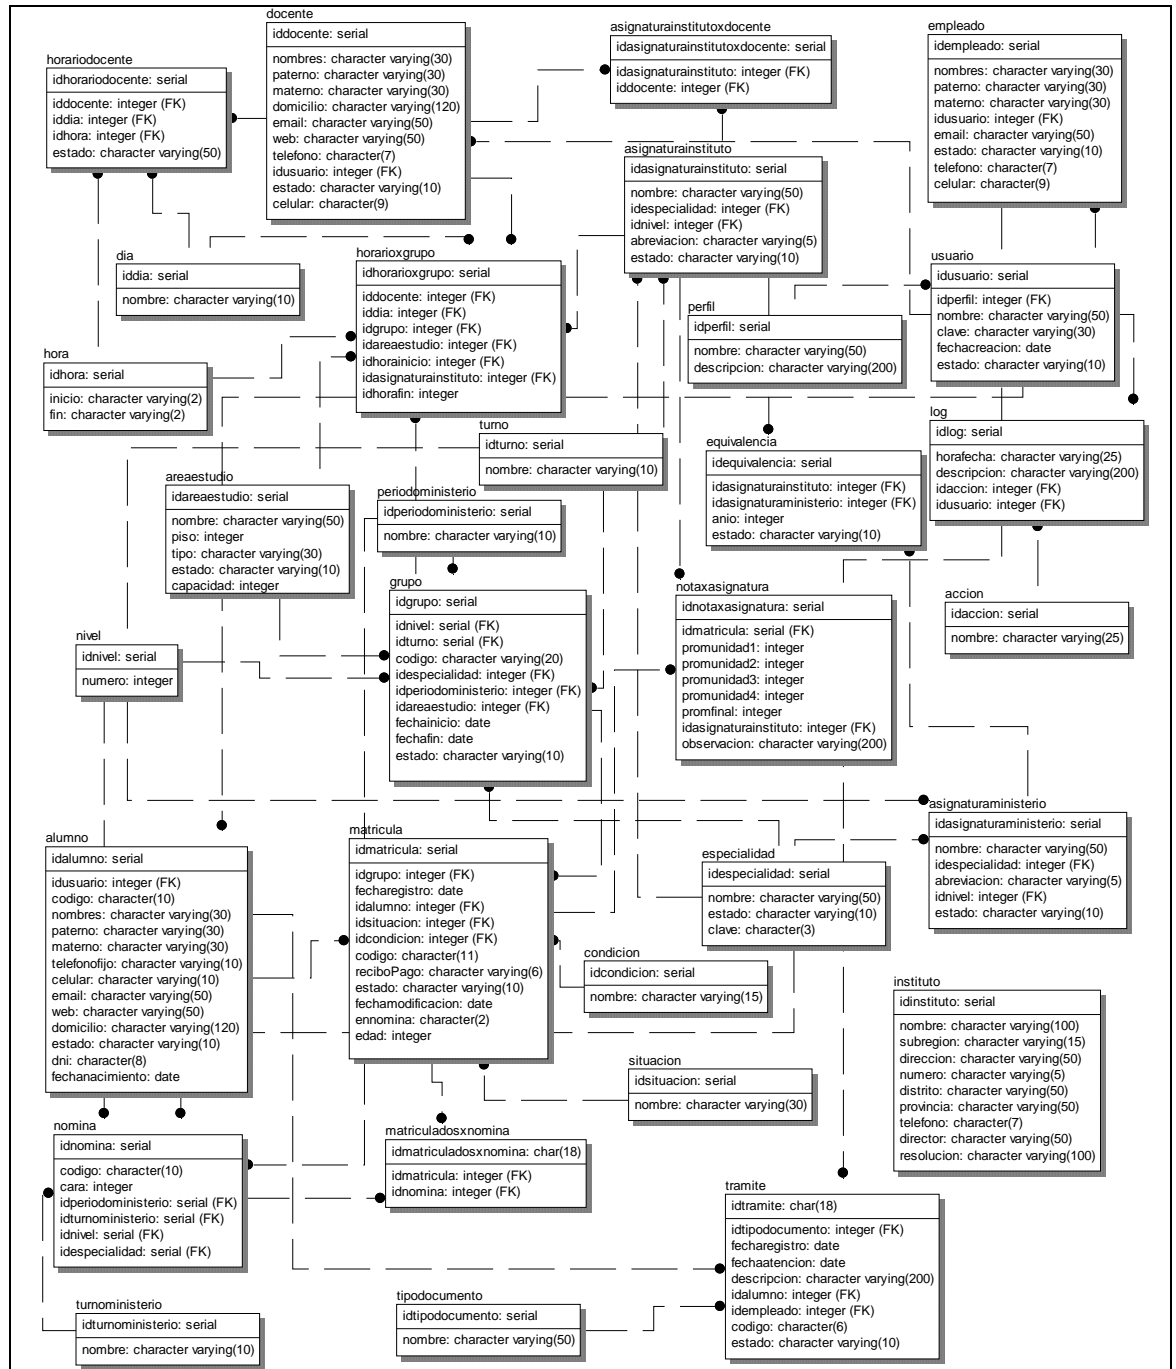 docente
iddocente: serial
nombres: character varying(30)
paterno: character varying(30)
materno: character varying(30)
domicilio: character varying(120)
email: character varying(50)
web: character varying(50)
telefono: character(7)
idusuario: integer (FK)
estado: character varying(10)
celular: character(9)
asignaturainstitutoxdocente
idasignaturainstitutoxdocente: serial
idasignaturainstituto: integer (FK)
iddocente: integer (FK)
empleado
idempleado: serial
nombres: character varying(30)
paterno: character varying(30)
materno: character varying(30)
idusuario: integer (FK)
email: character varying(50)
estado: character varying(10)
telefono: character(7)
celular: character(9)
horariodocente
idhorariodocente: serial
iddocente: integer (FK)
iddia: integer (FK)
idhora: integer (FK)
estado: character varying(50)
asignaturainstituto
idasignaturainstituto: serial
nombre: character varying(50)
idespecialidad: integer (FK)
idnivel: integer (FK)
abreviacion: character varying(5)
estado: character varying(10)
dia
iddia: serial
nombre: character varying(10)
horarioxgrupo
idhorarioxgrupo: serial
iddocente: integer (FK)
iddia: integer (FK)
idgrupo: integer (FK)
idareaestudio: integer (FK)
idhorainicio: integer (FK)
idasignaturainstituto: integer (FK)
idhorafin: integer
usuario
idusuario: serial
idperfil: integer (FK)
nombre: character varying(50)
clave: character varying(30)
fechacreacion: date
estado: character varying(10)
perfil
idperfil: serial
nombre: character varying(50)
descripcion: character varying(200)
hora
idhora: serial
inicio: character varying(2)
fin: character varying(2)
turno
idturno: serial
nombre: character varying(10)
equivalencia
idequivalencia: serial
idasignaturainstituto: integer (FK)
idasignaturaministerio: integer (FK)
anio: integer
estado: character varying(10)
log
idlog: serial
horafecha: character varying(25)
descripcion: character varying(200)
idaccion: integer (FK)
idusuario: integer (FK)
areaestudio
idareaestudio: serial
nombre: character varying(50)
piso: integer
tipo: character varying(30)
estado: character varying(10)
capacidad: integer
periodoministerio
idperiodoministerio: serial
nombre: character varying(10)
grupo
idgrupo: serial
idnivel: serial (FK)
idturno: serial (FK)
codigo: character varying(20)
idespecialidad: integer (FK)
idperiodoministerio: integer (FK)
idareaestudio: integer (FK)
fechainicio: date
fechafin: date
estado: character varying(10)
notaxasignatura
idnotaxasignatura: serial
idmatricula: serial (FK)
promunidad1: integer
promunidad2: integer
promunidad3: integer
promunidad4: integer
promfinal: integer
idasignaturainstituto: integer (FK)
observacion: character varying(200)
accion
idaccion: serial
nombre: character varying(25)
nivel
idnivel: serial
numero: integer
asignaturaministerio
idasignaturaministerio: serial
nombre: character varying(50)
idespecialidad: integer (FK)
abreviacion: character varying(5)
idnivel: integer (FK)
estado: character varying(10)
alumno
idalumno: serial
idusuario: integer (FK)
codigo: character(10)
nombres: character varying(30)
paterno: character varying(30)
materno: character varying(30)
telefonofijo: character varying(10)
celular: character varying(10)
email: character varying(50)
web: character varying(50)
domicilio: character varying(120)
estado: character varying(10)
dni: character(8)
fechanacimiento: date
matricula
idmatricula: serial
idgrupo: integer (FK)
fecharegistro: date
idalumno: integer (FK)
idsituacion: integer (FK)
idcondicion: integer (FK)
codigo: character(11)
reciboPago: character varying(6)
estado: character varying(10)
fechamodificacion: date
ennomina: character(2)
edad: integer
especialidad
idespecialidad: serial
nombre: character varying(50)
estado: character varying(10)
clave: character(3)
condicion
idcondicion: serial
nombre: character varying(15)
instituto
idinstituto: serial
nombre: character varying(100)
subregion: character varying(15)
direccion: character varying(50)
numero: character varying(5)
distrito: character varying(50)
provincia: character varying(50)
telefono: character(7)
director: character varying(50)
resolucion: character varying(100)
situacion
idsituacion: serial
nombre: character varying(30)
nomina
idnomina: serial
codigo: character(10)
cara: integer
idperiodoministerio: serial (FK)
idturnoministerio: serial (FK)
idnivel: serial (FK)
idespecialidad: serial (FK)
matriculadosxnomina
idmatriculadosxnomina: char(18)
idmatricula: integer (FK)
idnomina: integer (FK)
tramite
idtramite: char(18)
idtipodocumento: integer (FK)
fecharegistro: date
fechaatencion: date
descripcion: character varying(200)
idalumno: integer (FK)
idempleado: integer (FK)
codigo: character(6)
estado: character varying(10)
turnoministerio
idturnoministerio: serial
nombre: character varying(10)
tipodocumento
idtipodocumento: serial
nombre: character varying(50)